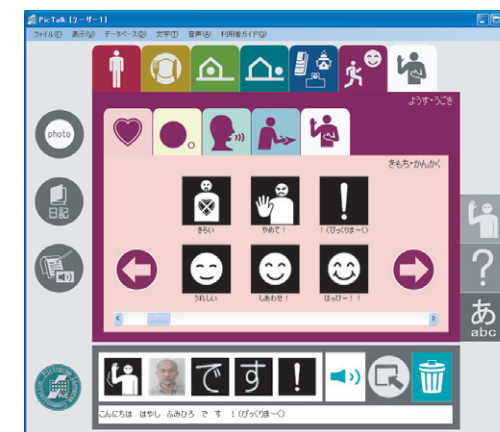 PicTalk [ユーザー1]
ファイル(F) 表示(V) データベース(D) 文字(T) 音声(A) 利用者ガイド(G)
ようす・うごき
photo
きもち・かんかく
日記
きらい やめて! !(びっくりまーく)
?
うれしい しあわせ! はっぴー!!
あ
abc
です!
こんにちは はやし ふみひろ で す !(びっくりまーく)